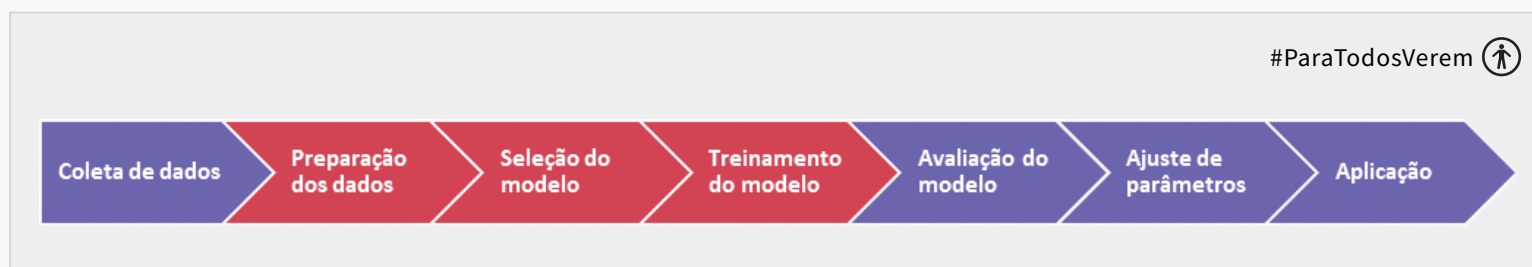 #ParaTodosVerem
Coleta de dados
Preparação
dos dados
Seleção do
modelo
Treinamento
do modelo
Avaliação do
modelo
Ajuste de
parâmetros
Aplicação